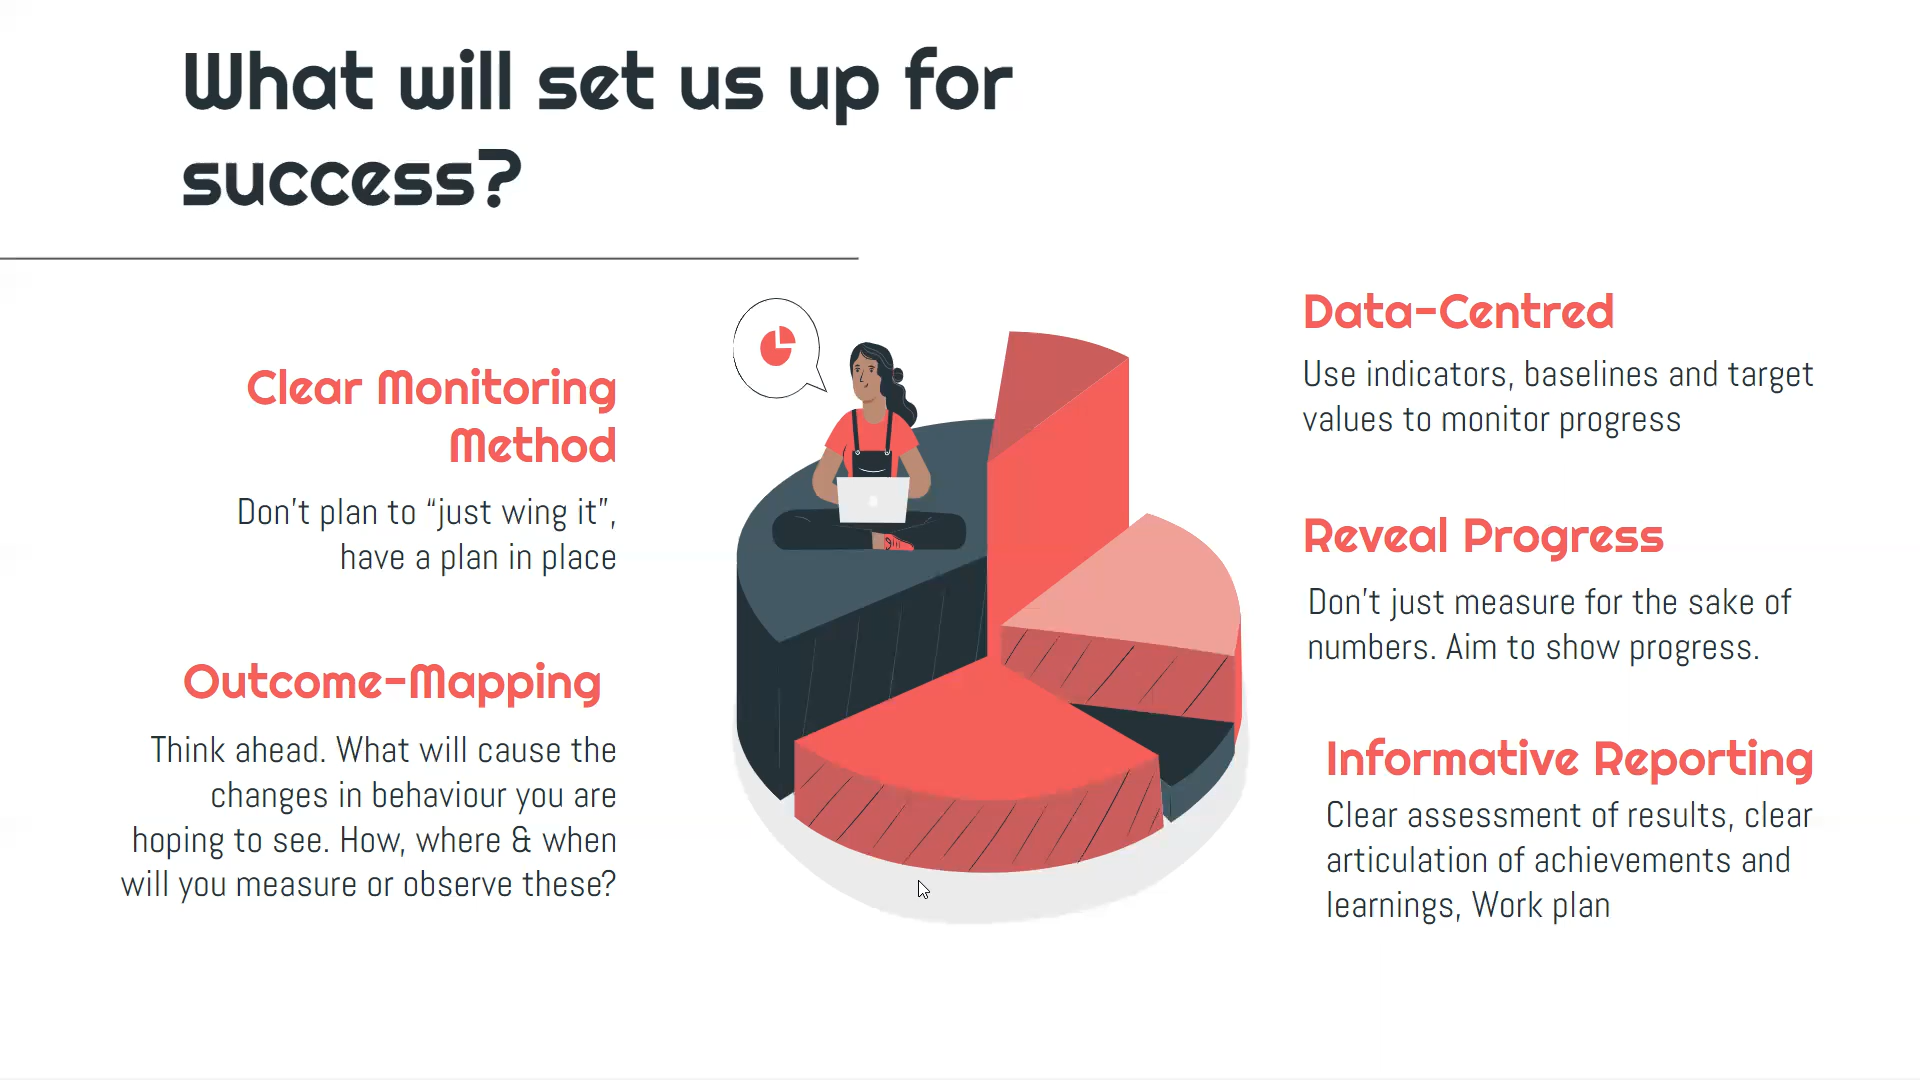 What will set us up for
success?
Clear Monitoring
Method
Don't plan to “just wing it”,
have a plan in place
Outcome-Mapping
Think ahead. What will cause the
changes in behaviour you are
hoping to see. How, where & when
will you measure or observe these?
Data-Centred
Use indicators, baselines and target
values to monitor progress
Reveal Progress
Don't just measure for the sake of
numbers. Aim to show progress.
Informative Reporting
Clear assessment of results, clear
articulation of achievements and
learnings, Work plan